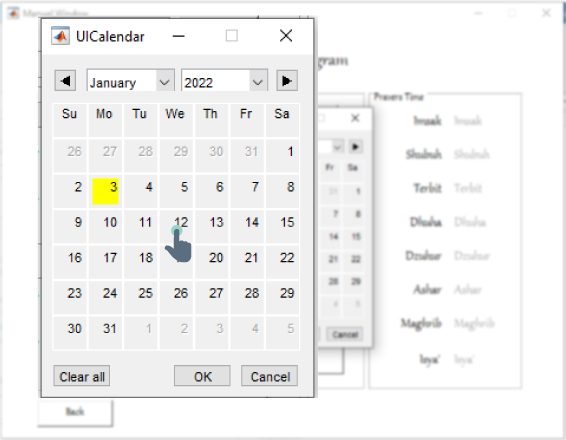 Manual Window
UICalendar
January 2022
Su Mo Tu We Th Fr Sa
26 27 28 29 30 31 1
2 3 4 5 6 7 8
9 10 11 12 13 14 15
16 17 18 20 21 22
23 24 25 26 27 28 29
30 31 1 2 3 4 5
Clear all OK Cancel
gram
Prayers Time
Imsak Imsak
Shubuh Shubuh
Terbit Terbit
Dhuha Dhuha
Dzuhur Dzuhur
Ashar Ashar
Maghrib Maghrib
Isya' Isya'
Fr Sa
31 1
7 8
14 15
21 22
28 29
4 5
Cancel
Back